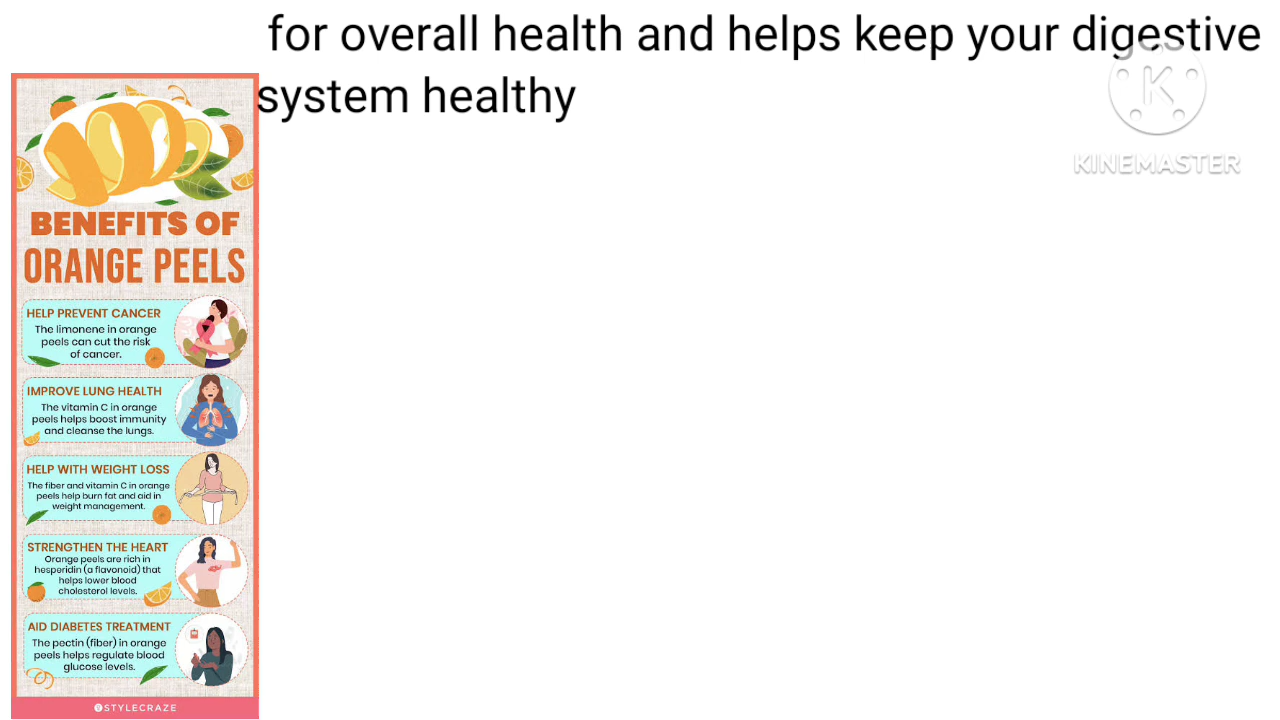 for overall health and helps keep your digestive
system healthy
K
KINEMASTER
BENEFITS OF
ORANGE PEELS
HELP PREVENT CANCER
The limonene in orange
peels can cut the risk
of cancer.
IMPROVE LUNG HEALTH
The vitamin C in orange
peels helps boost immunity
and cleanse the lungs.
HELP WITH WEIGHT LOSS
The fiber and vitamin C in orange
peels help burn fat and aid in
weight management.
STRENGTHEN THE HEART
Orange peels are rich in
hesperidin (a flavonoid) that
helps lower blood
cholesterol levels.
AID DIABETES TREATMENT
The pectin (fiber) in orange
peels helps regulate blood
glucose levels.
STYLECRAZE